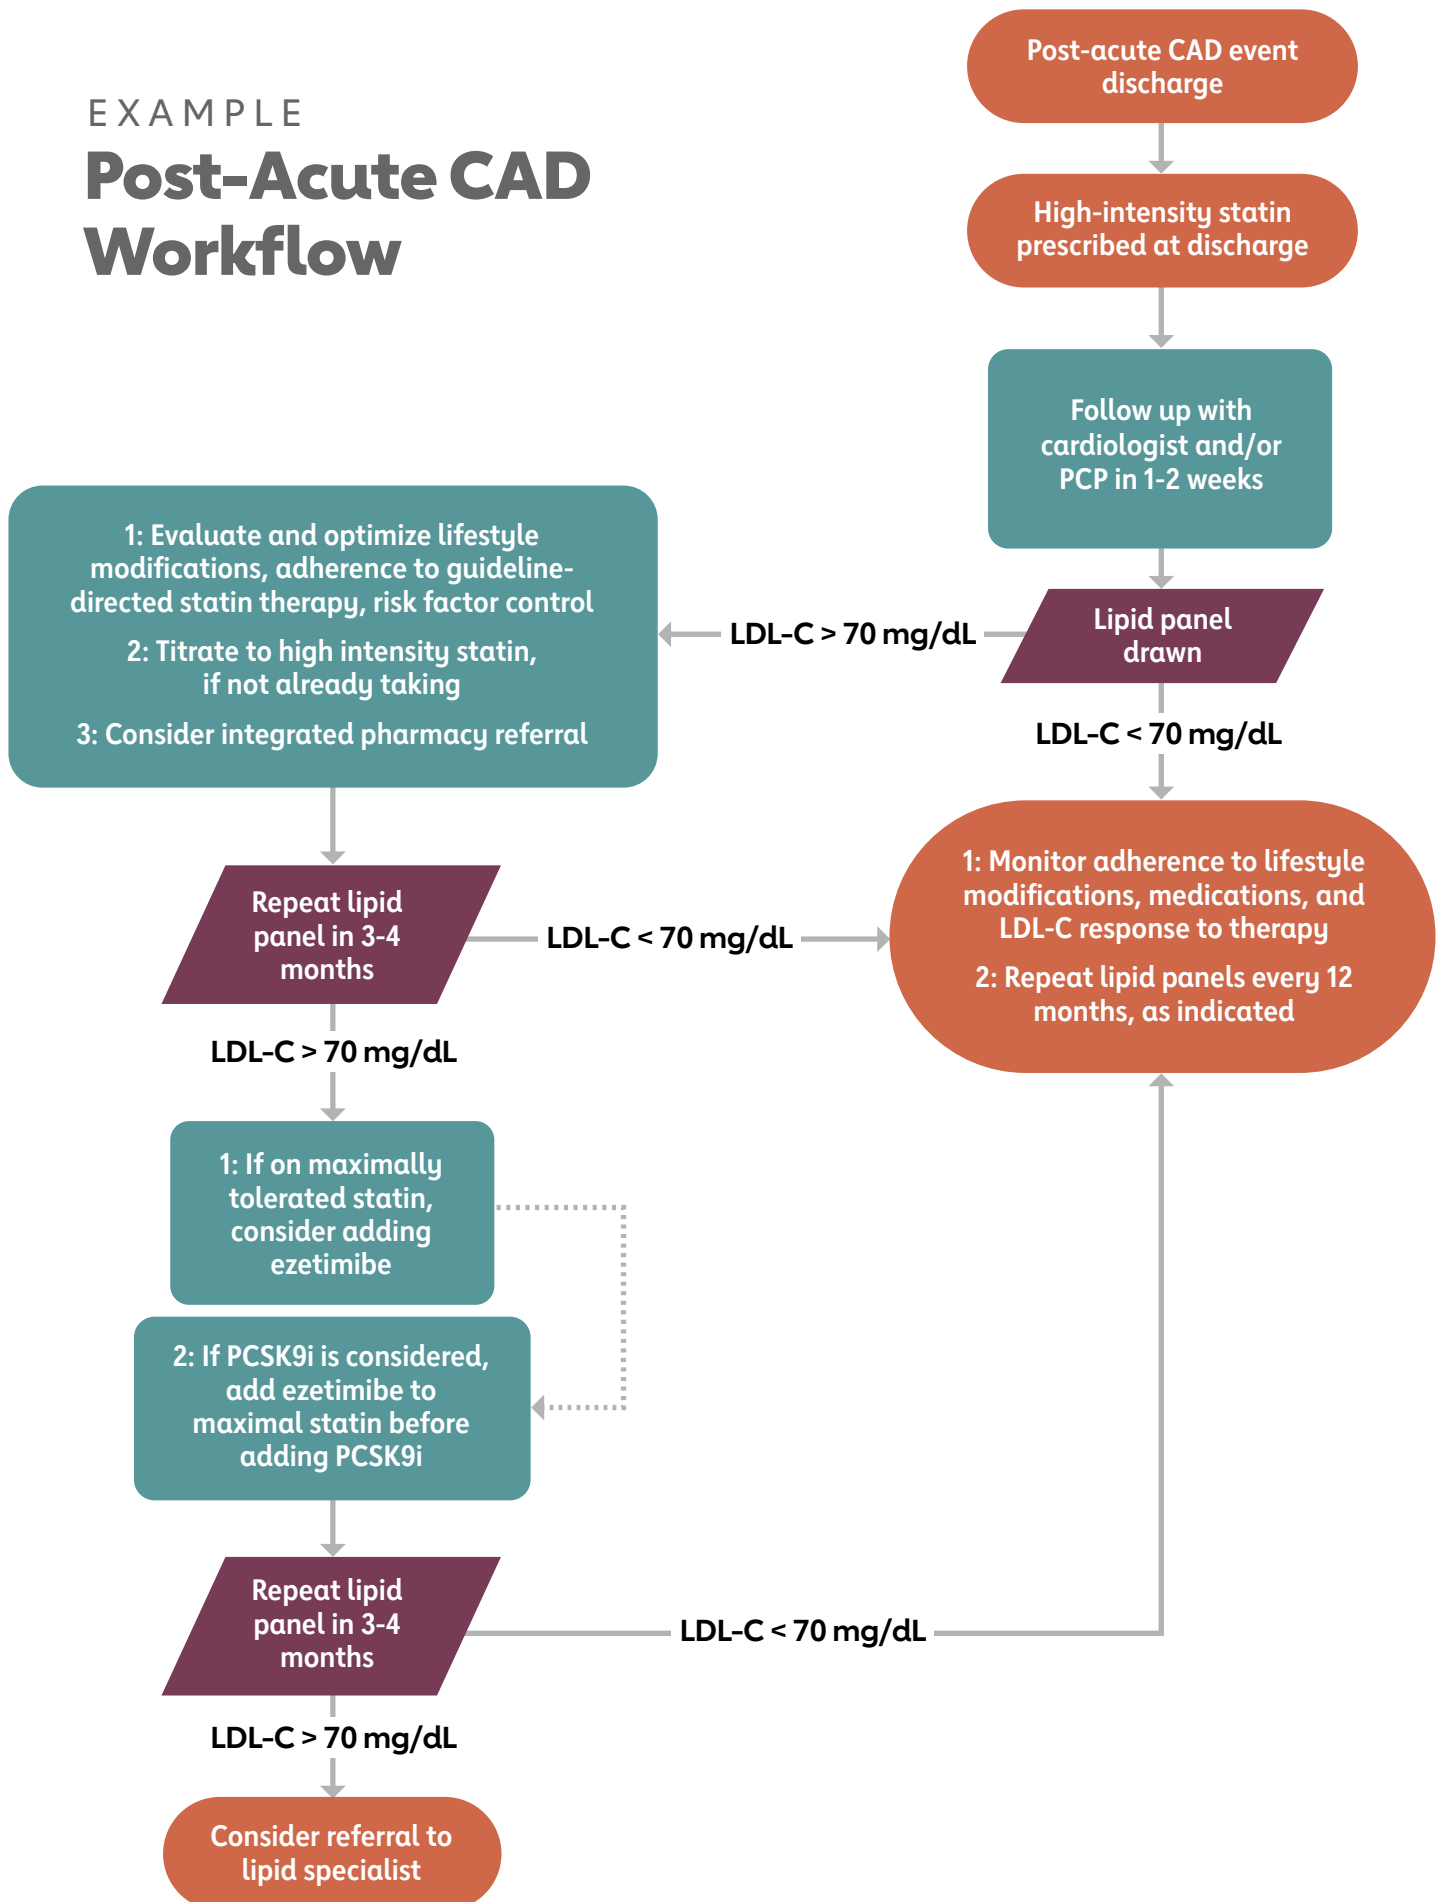 EXAMPLE
Post-Acute CAD
Workflow
Post-acute CAD event
discharge
High-intensity statin
prescribed at discharge
Follow up with
cardiologist and/or
PCP in 1-2 weeks
Lipid panel
drawn
LDL-C > 70 mg/dL
LDL-C < 70 mg/dL
1: Evaluate and optimize lifestyle
modifications, adherence to guideline-
directed statin therapy, risk factor control
2: Titrate to high intensity statin,
if not already taking
3: Consider integrated pharmacy referral
1: Monitor adherence to lifestyle
modifications, medications, and
LDL-C response to therapy
2: Repeat lipid panels every 12
months, as indicated
Repeat lipid
panel in 3-4
months
LDL-C < 70 mg/dL
LDL-C > 70 mg/dL
1: If on maximally
tolerated statin,
consider adding
ezetimibe
2: If PCSK9i is considered,
add ezetimibe to
maximal statin before
adding PCSK9i
Repeat lipid
panel in 3-4
months
LDL-C < 70 mg/dL
LDL-C > 70 mg/dL
Consider referral to
lipid specialist